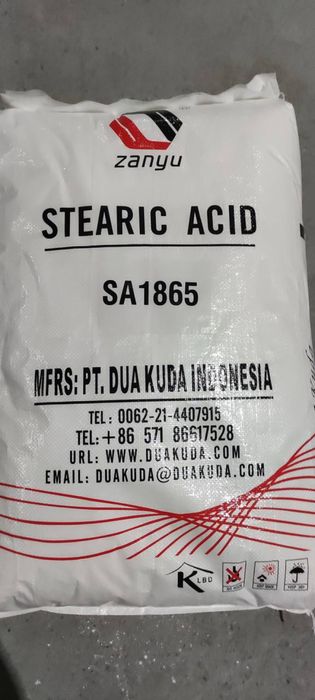 zanyu
STEARIC ACID
SA1865
MFRS: PT. DUA KUDA INDONESIA
TEL: 0062-21-4407915
TEL:+86 571 86617528
URL: WWW.DUAKUDA.COM
EMAIL: DUAKUDA@DUAKUDA.COM
K LBD